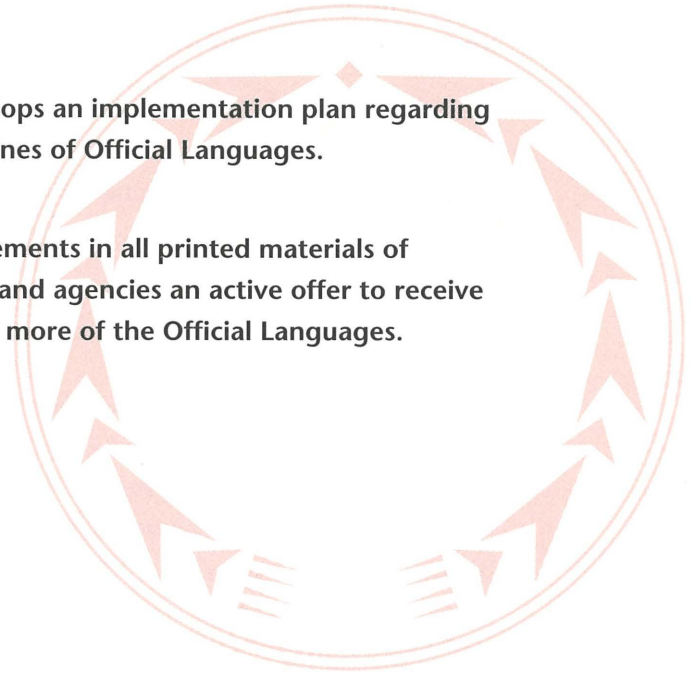 ops an implementation plan regarding
nes of Official Languages.
ements in all printed materials of
and agencies an active offer to receive
more of the Official Languages.